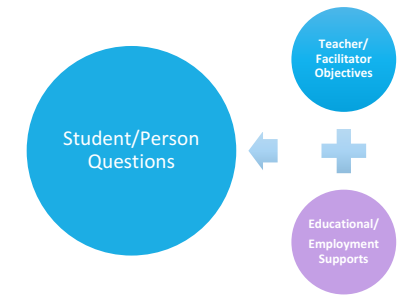 Teacher/
Facilitator
Objectives
Student/Person
Questions
Educational/
Employment
Supports